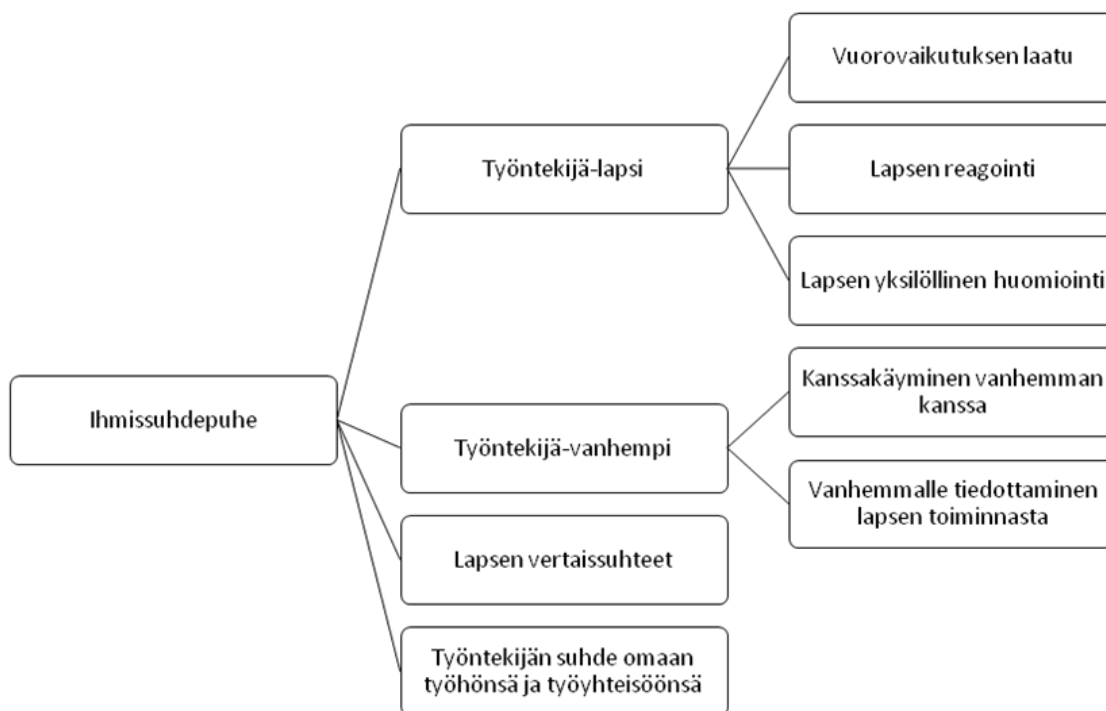 Vuorovaikutuksen laatu
Työntekijä-lapsi
Lapsen reagointi
Lapsen yksilöllinen huomiointi
Ihmissuhdepuhe
Kanssakäyminen vanhemman
kanssa
Työntekijä-vanhempi
Vanhemmalle tiedottaminen
lapsen toiminnasta
Lapsen vertaissuhteet
Työntekijän suhde omaan
työhönsä ja työyhteisöönsä